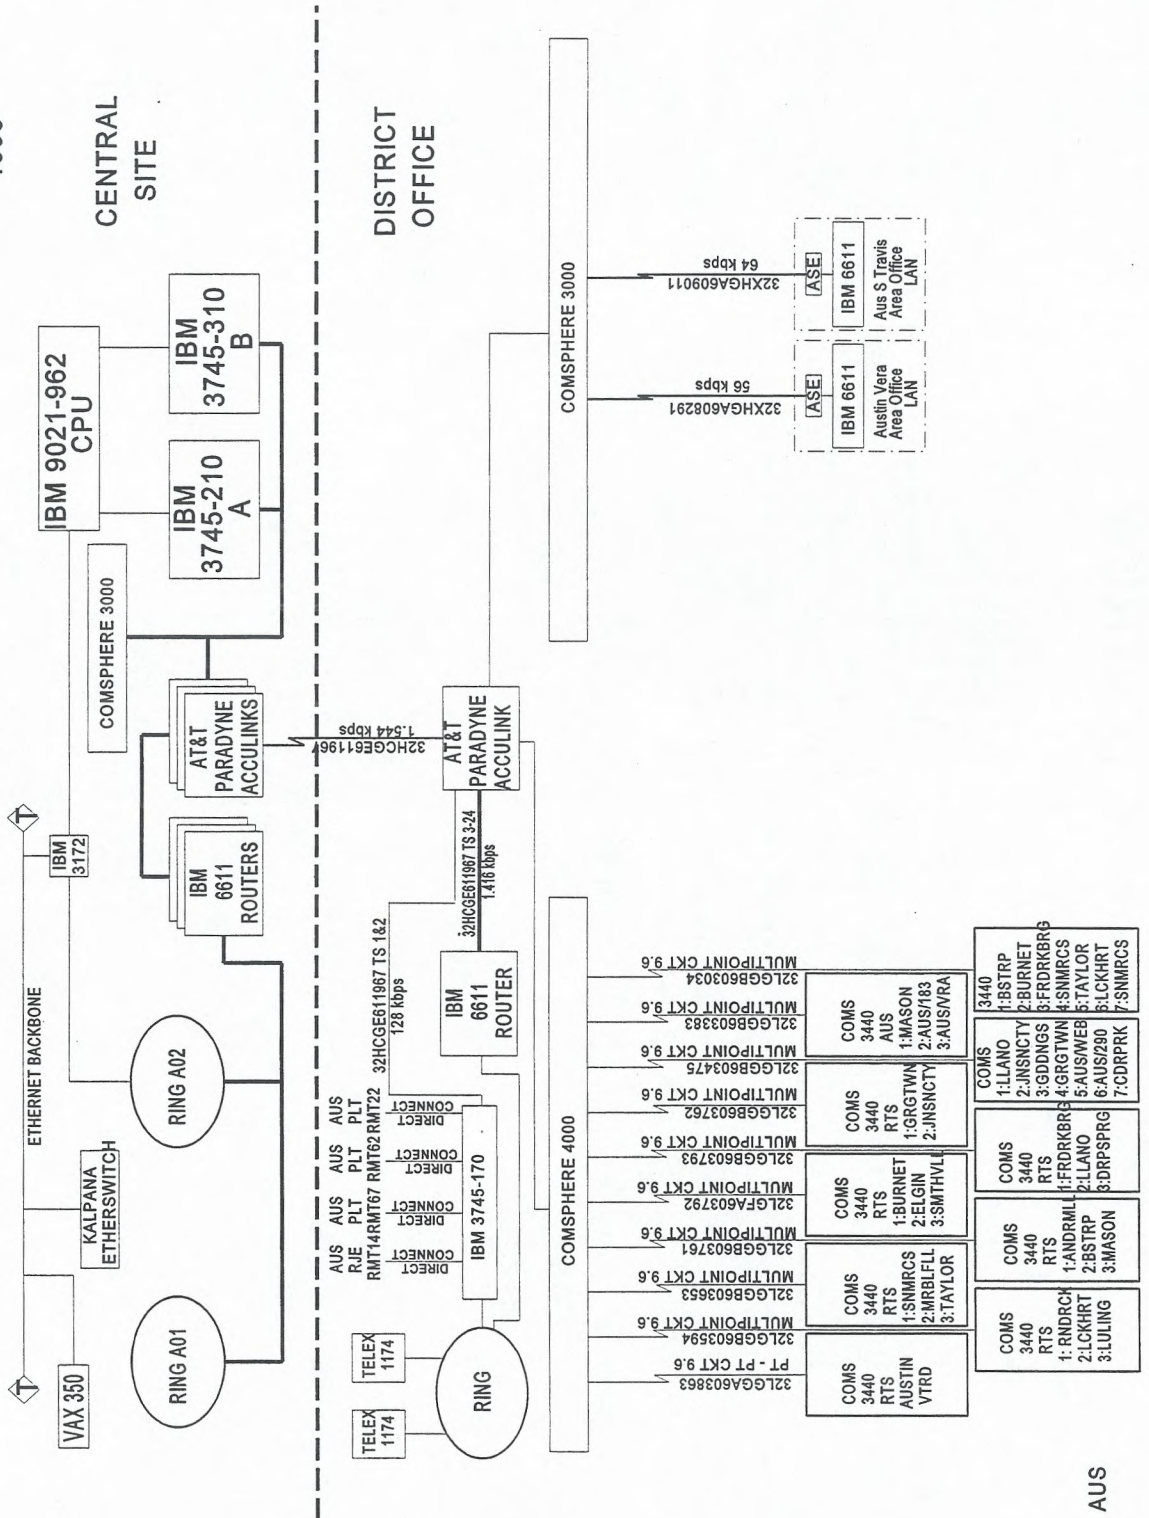 CENTRAL
SITE
DISTRICT
OFFICE
ETHERNET BACKBONE
T
T
VAX 350
KALPANA
ETHERSWITCH
IBM
3172
IBM 9021-962
CPU
RING A01
RING A02
IBM
6611
ROUTERS
AT&T
PARADYNE
ACCULINKS
COMSPHERE 3000
IBM
3745-210
A
IBM
3745-310
B
32HCGE611967
1.544 kbps
TELEX
1174
TELEX
1174
RING
AUS
RJE
RMT14
DIRECT
CONNECT
AUS
PLT
RMT67
DIRECT
CONNECT
AUS
PLT
RMT62
DIRECT
CONNECT
AUS
PLT
RMT22
DIRECT
CONNECT
IBM 3745-170
32HCGE611967 TS 1&2
128 kbps
IBM
6611
ROUTER
32HCGE611967 TS 3-24
1.416 kbps
AT&T
PARADYNE
ACCULINK
COMSPHERE 4000
COMSPHERE 3000
32LGGA603863
PT - PT CKT 9.6
32LGGB603594
MULTIPOINT CKT 9.6
32LGGB603653
MULTIPOINT CKT 9.6
32LGGB603761
MULTIPOINT CKT 9.6
32LGFA603792
MULTIPOINT CKT 9.6
32LGGB603793
MULTIPOINT CKT 9.6
32LGGB603762
MULTIPOINT CKT 9.6
32LGGB603475
MULTIPOINT CKT 9.6
32LGGB603383
MULTIPOINT CKT 9.6
32LGGB603034
MULTIPOINT CKT 9.6
32XHGA608291
56 kbps
32XHGA609011
64 kbps
ASE
IBM 6611
Austin Vera
Area Office
LAN
ASE
IBM 6611
Aus S Travis
Area Office
LAN
COMS
3440
RTS
AUSTIN
VTRD
COMS
3440
RTS
1:SNMRCS
2:MRBLFLL
3:TAYLOR
COMS
3440
RTS
1:BURNET
2:ELGIN
3:SMTHVLL
COMS
3440
RTS
1:GRGTWN
2:JNSNCTY
COMS
3440
AUS
1:MASON
2:AUS/183
3:AUS/VRA
COMS
3440
RTS
1: RNDRCK
2:LCKHRT
3:LULING
COMS
3440
RTS
1:ANDRMLL
2:BSTRP
3:MASON
COMS
3440
RTS
1:FRDRKBRG
2:LLANO
3:DRPSPRG
COMS
1:LLANO
2:JNSNCTY
3:GDDNGS
4:GRGTWN
5:AUS/WEB
6:AUS/290
7:CDRPRK
3440
1:BSTRP
2:BURNET
3:FRDRKBRG
4:SNMRCS
5:TAYLOR
6:LCKHRT
7:SNMRCS
AUS